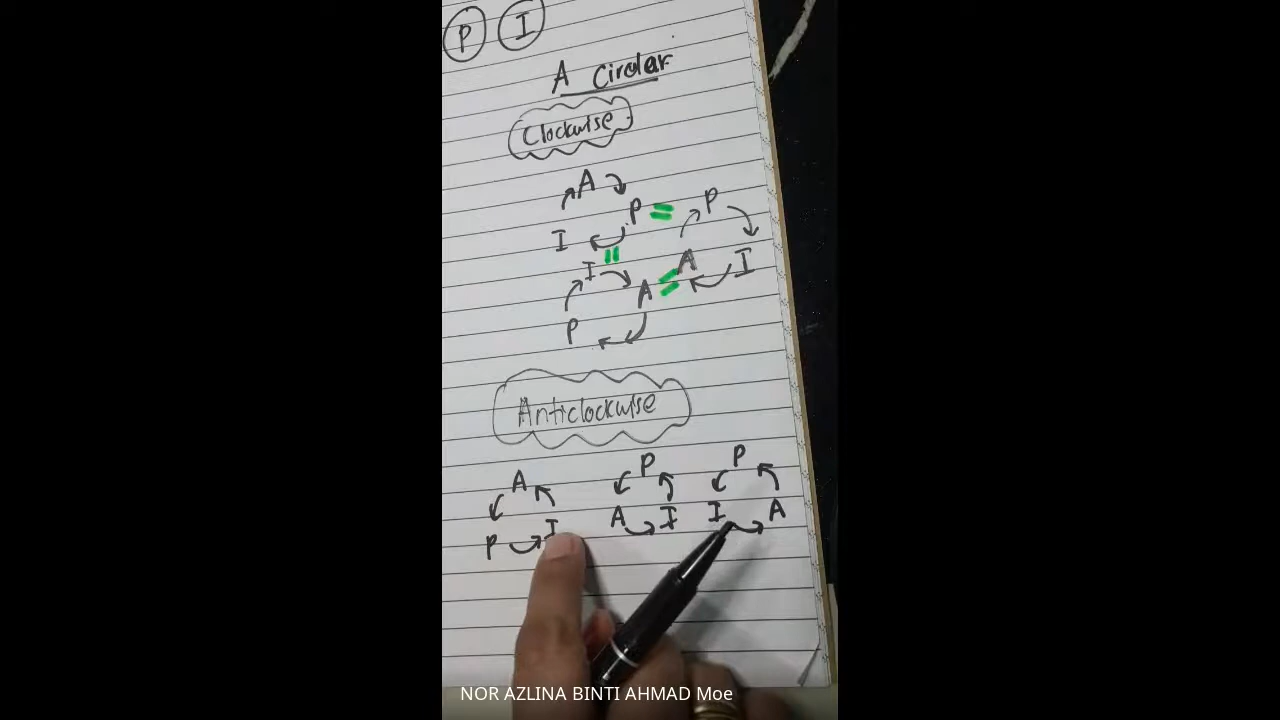 P I
A Circler
Clockwise
A
P = P
I
I = A I
A =
P
Anticlockwise
A P P
P I A I I A
NOR AZLINA BINTI AHMAD Moe